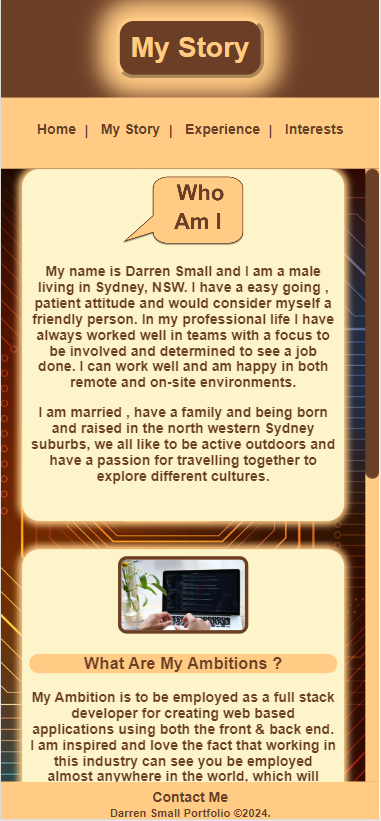 My Story
Home | My Story | Experience | Interests
Who
Am I
My name is Darren Small and I am a male
living in Sydney, NSW. I have a easy going ,
patient attitude and would consider myself a
friendly person. In my professional life I have
always worked well in teams with a focus to
be involved and determined to see a job
done. I can work well and am happy in both
remote and on-site environments.
I am married , have a family and being born
and raised in the north western Sydney
suburbs, we all like to be active outdoors and
have a passion for travelling together to
explore different cultures.
What Are My Ambitions ?
My Ambition is to be employed as a full stack
developer for creating web based
applications using both the front & back end.
I am inspired and love the fact that working in
this industry can see you be employed
almost anywhere in the world, which will
Contact Me
Darren Small Portfolio ©2024.